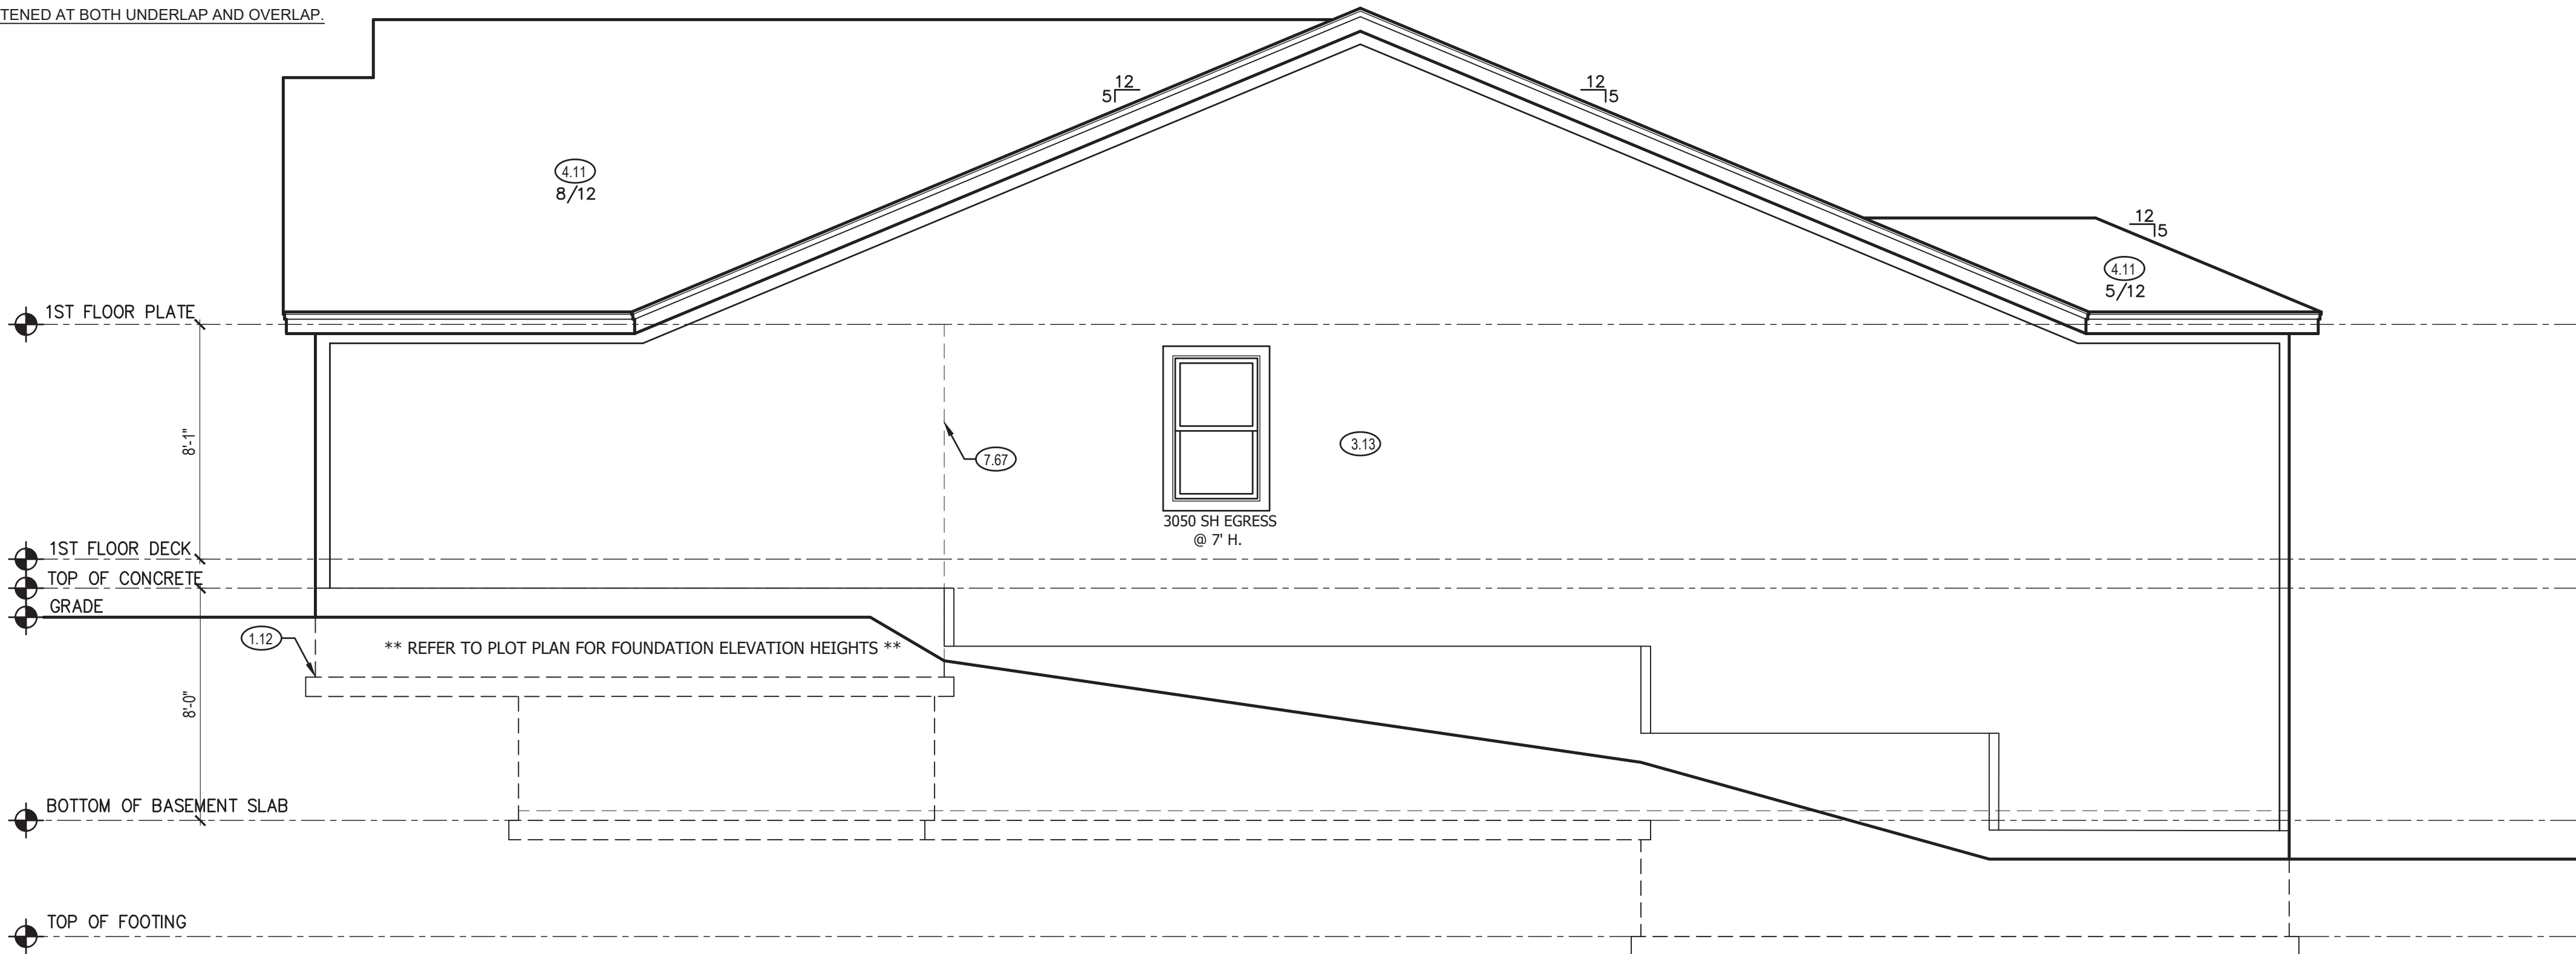 TENED AT BOTH UNDERLAP AND OVERLAP.
12
5
12
5
4.11
8/12
12
5
4.11
5/12
1ST FLOOR PLATE
8'-1"
7.67
3.13
3050 SH EGRESS
@ 7' H.
1ST FLOOR DECK
TOP OF CONCRETE
GRADE
1.12
** REFER TO PLOT PLAN FOR FOUNDATION ELEVATION HEIGHTS **
8'-0"
BOTTOM OF BASEMENT SLAB
TOP OF FOOTING